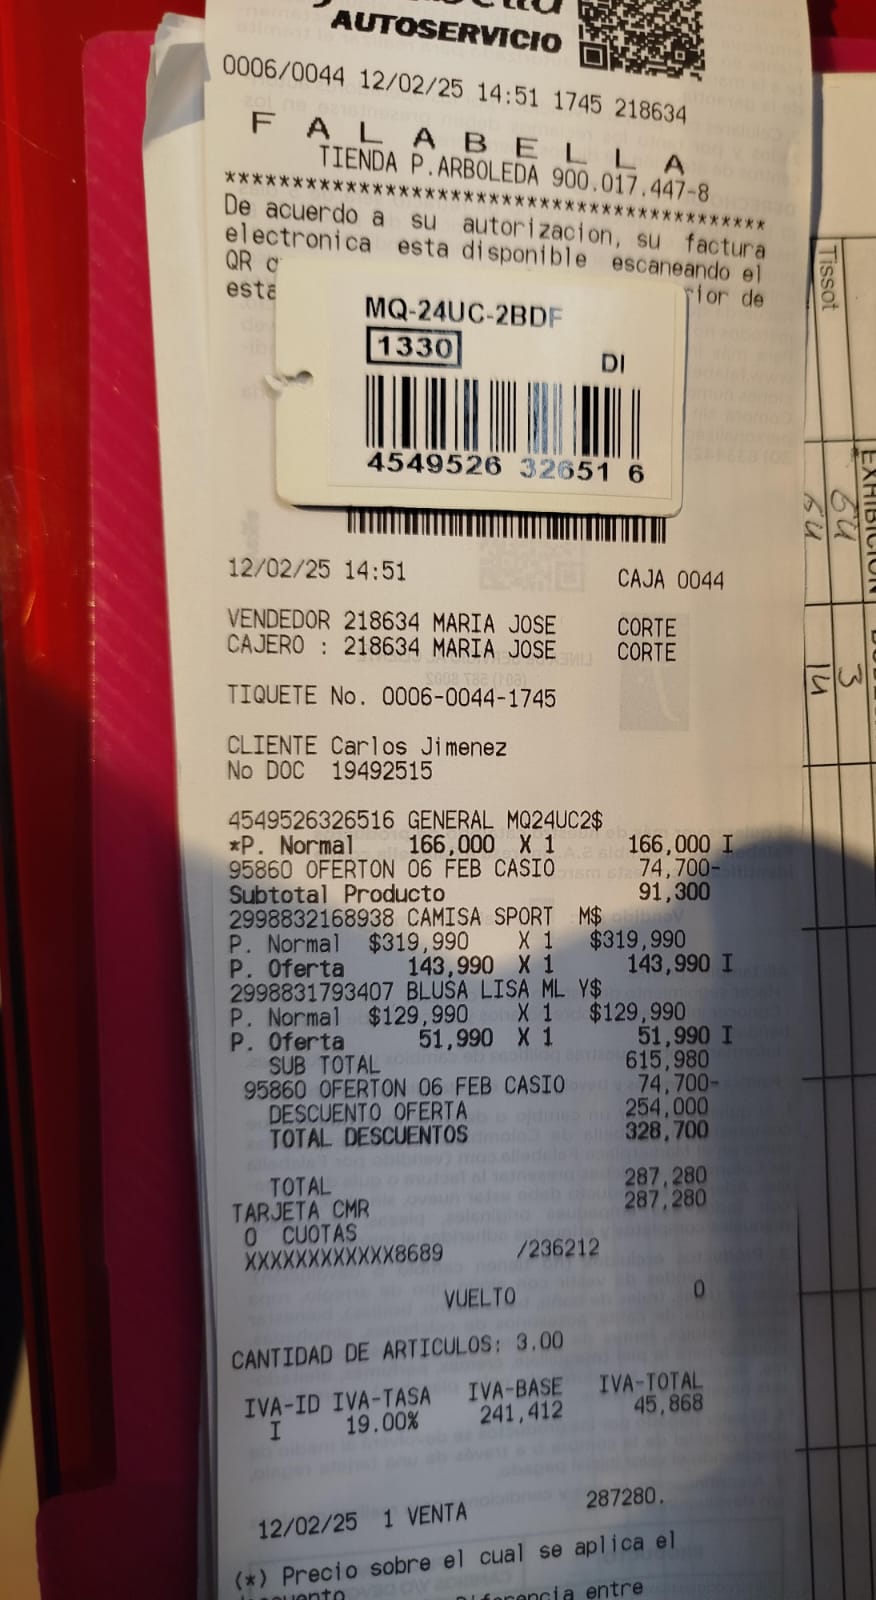 AUTOSERVICIO
0006/0044 12/02/25 14:51 1745 218634
F A L A B E L L A
TIENDA P.ARBOLEDA 900.017.447-8
******************************************
De acuerdo a su autorizacion, su factura
electronica esta disponible escaneando el
QR
de
MQ-24UC-2BDF
1330
DI
4549526 32651 6
12/02/25 14:51 CAJA 0044
VENDEDOR 218634 MARIA JOSE CORTE
CAJERO : 218634 MARIA JOSE CORTE
TIQUETE No. 0006-0044-1745
CLIENTE Carlos Jimenez
No DOC 19492515
4549526326516 GENERAL MQ24UC2$
*P. Normal 166,000 X 1 166,000 I
95860 OFERTON 06 FEB CASIO 74,700-
Subtotal Producto 91,300
2998832168938 CAMISA SPORT M$
P. Normal $319,990 X 1 $319,990
P. Oferta 143,990 X 1 143,990 I
2998831793407 BLUSA LISA ML Y$
P. Normal $129,990 X 1 $129,990
P. Oferta 51,990 X 1 51,990 I
SUB TOTAL 615,980
95860 OFERTON 06 FEB CASIO 74,700-
DESCUENTO OFERTA 254,000
TOTAL DESCUENTOS 328,700
TOTAL 287,280
TARJETA CMR 287,280
0 CUOTAS
XXXXXXXXXXXX8689 /236212
VUELTO 0
CANTIDAD DE ARTICULOS: 3.00
IVA-ID IVA-TASA IVA-BASE IVA-TOTAL
I 19.00% 241,412 45,868
12/02/25 1 VENTA 287280.
(*) Precio sobre el cual se aplica el
entre
Tissot
EXHIBICION
64
64
3
14